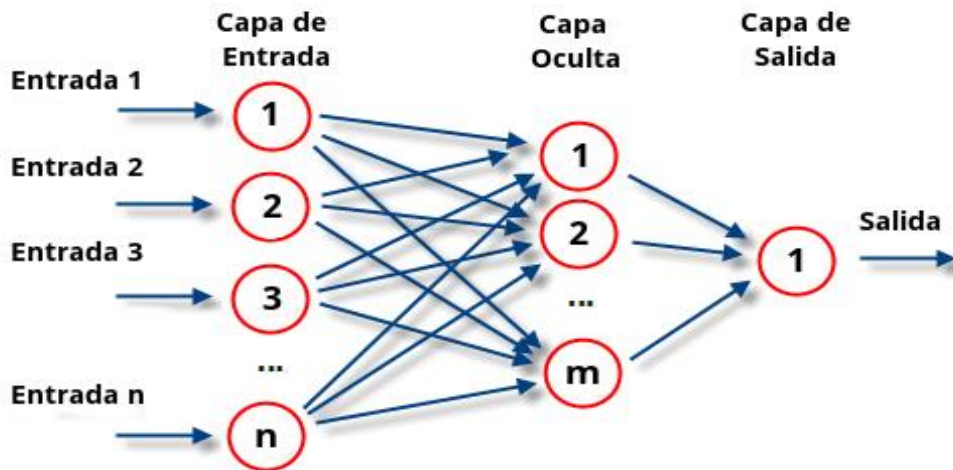 Capa de
Entrada
Capa
Oculta
Capa de
Salida
Entrada 1
1
Entrada 2
2
Entrada 3
3
...
Entrada n
n
1
2
...
m
1
Salida